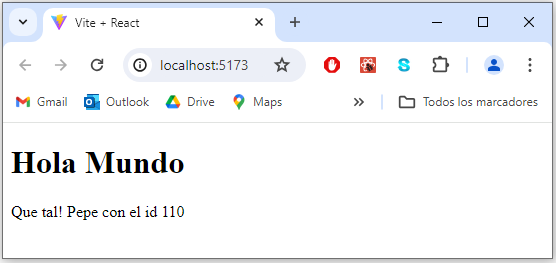 Vite + React
localhost:5173
Gmail Outlook Drive Maps Todos los marcadores
Hola Mundo
Que tal! Pepe con el id 110